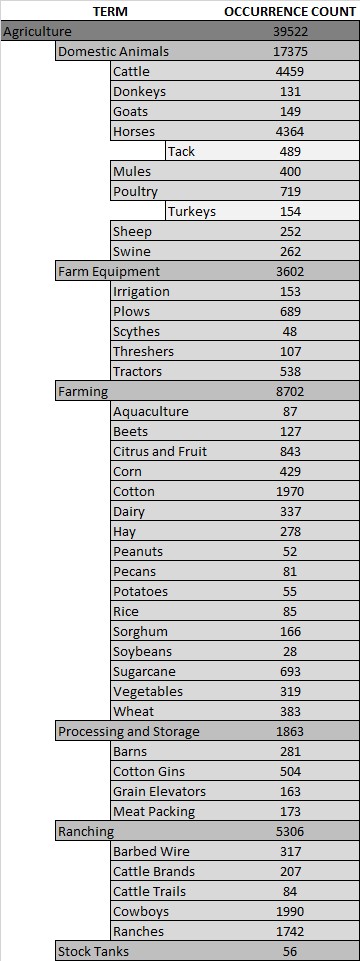 TERM OCCURRENCE COUNT
Agriculture 39522
Domestic Animals 17375
Cattle 4459
Donkeys 131
Goats 149
Horses 4364
Tack 489
Mules 400
Poultry 719
Turkeys 154
Sheep 252
Swine 262
Farm Equipment 3602
Irrigation 153
Plows 689
Scythes 48
Threshers 107
Tractors 538
Farming 8702
Aquaculture 87
Beets 127
Citrus and Fruit 843
Corn 429
Cotton 1970
Dairy 337
Hay 278
Peanuts 52
Pecans 81
Potatoes 55
Rice 85
Sorghum 166
Soybeans 28
Sugarcane 693
Vegetables 319
Wheat 383
Processing and Storage 1863
Barns 281
Cotton Gins 504
Grain Elevators 163
Meat Packing 173
Ranching 5306
Barbed Wire 317
Cattle Brands 207
Cattle Trails 84
Cowboys 1990
Ranches 1742
Stock Tanks 56